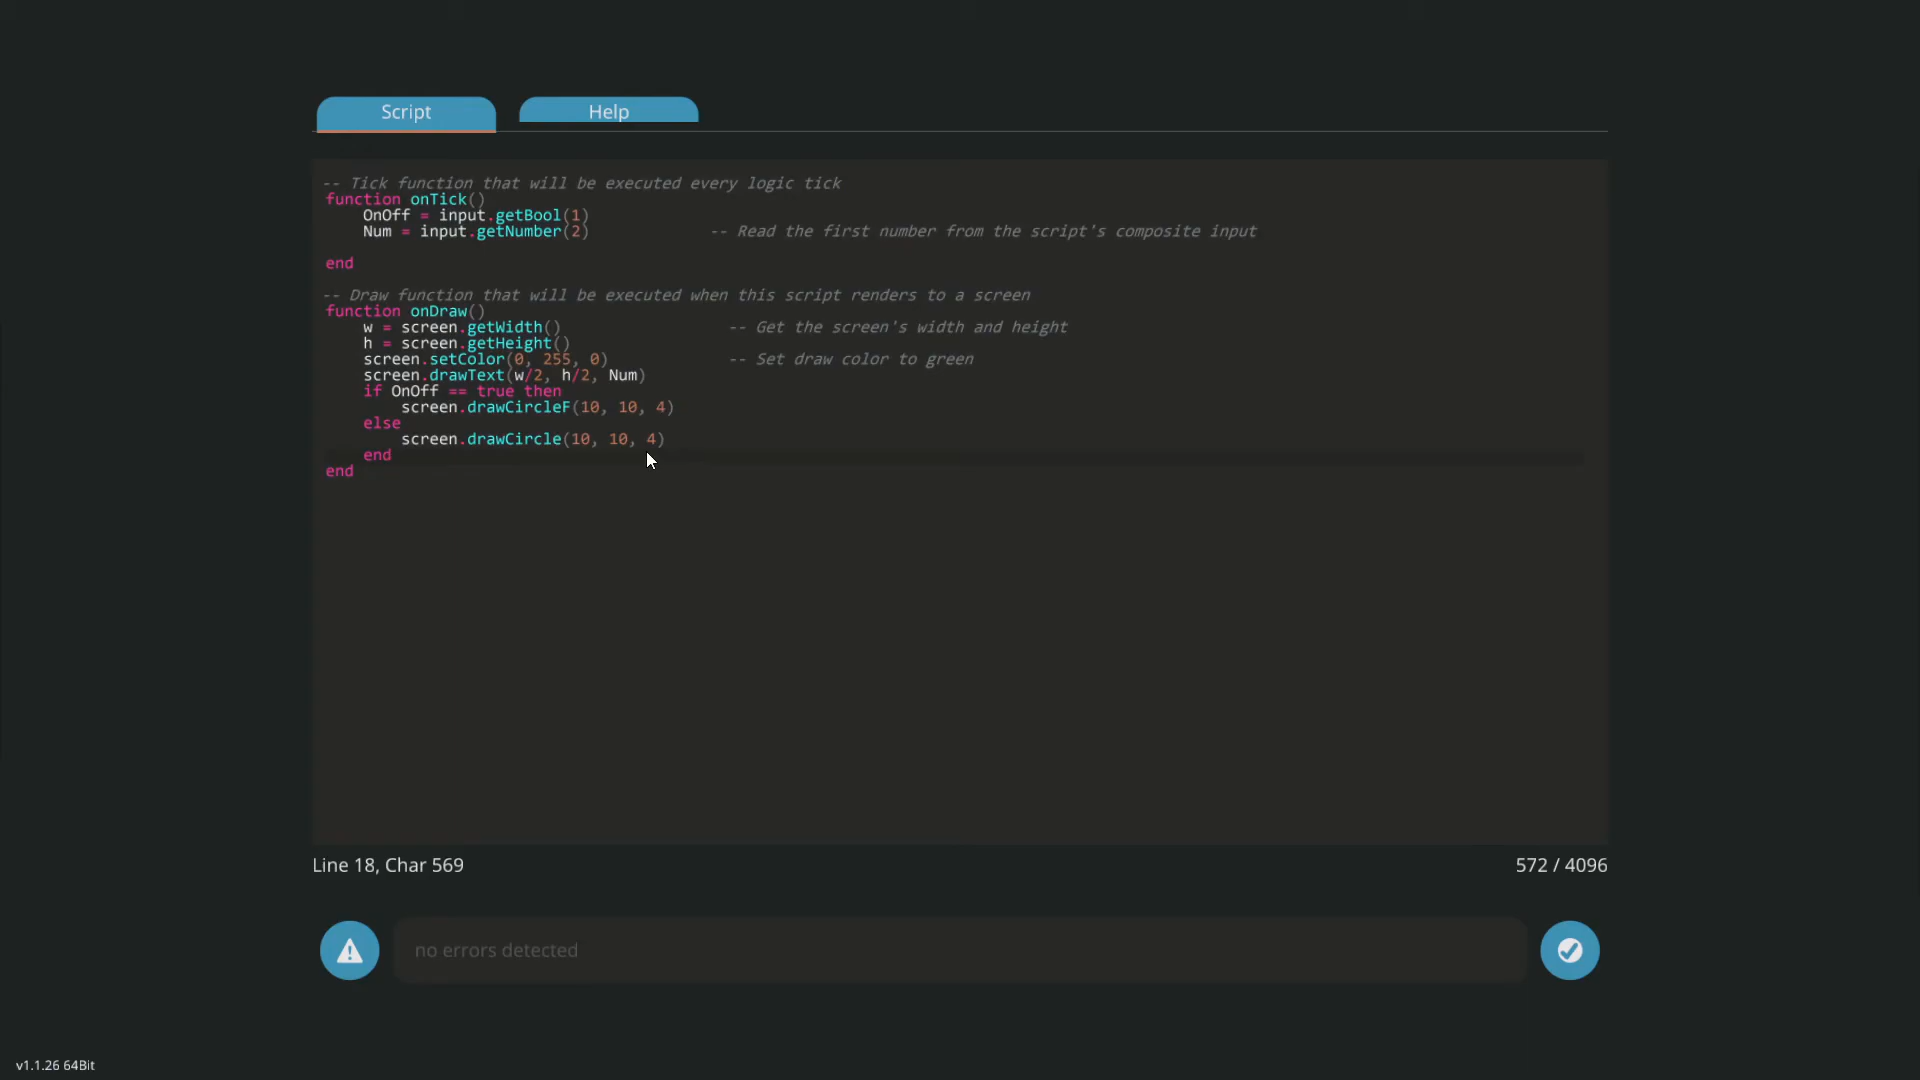 Script
Help
-- Tick function that will be executed every logic tick
function onTick()
    OnOff = input.getBool(1)
    Num = input.getNumber(2)             -- Read the first number from the script's composite input
end
-- Draw function that will be executed when this script renders to a screen
function onDraw()
    w = screen.getWidth()                  -- Get the screen's width and height
    h = screen.getHeight()
    screen.setColor(0, 255, 0)             -- Set draw color to green
    screen.drawText(w/2, h/2, Num)
    if OnOff == true then
        screen.drawCircleF(10, 10, 4)
    else
        screen.drawCircle(10, 10, 4)
    end
end
Line 18, Char 569
572 / 4096
no errors detected
v1.1.26 64Bit